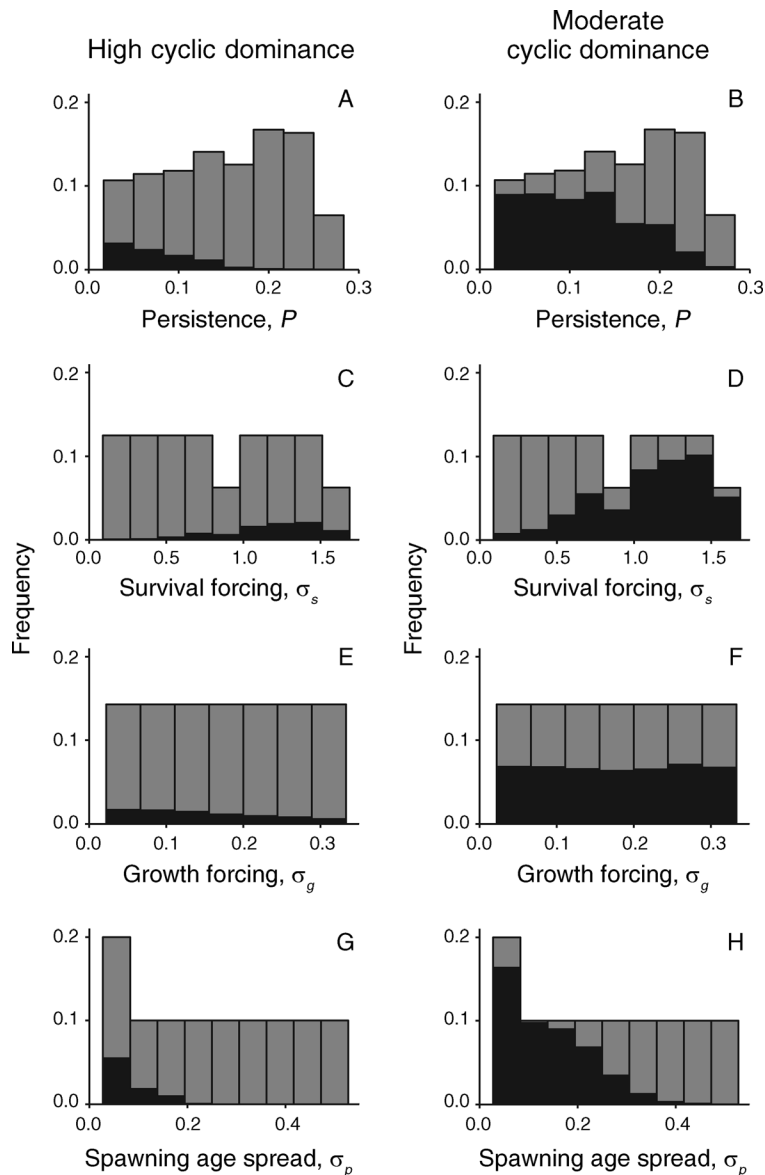 High cyclic dominance
Moderate
cyclic dominance
A
0.2
0.1
0.0
0.0 0.1 0.2 0.3
Persistence, P
B
0.2
0.1
0.0
0.0 0.1 0.2 0.3
Persistence, P
C
0.2
0.1
0.0
0.0 0.5 1.0 1.5
Survival forcing, σs
D
0.2
0.1
0.0
0.0 0.5 1.0 1.5
Survival forcing, σs
Frequency
Frequency
E
0.2
0.1
0.0
0.0 0.1 0.2 0.3
Growth forcing, σg
F
0.2
0.1
0.0
0.0 0.1 0.2 0.3
Growth forcing, σg
G
0.2
0.1
0.0
0.0 0.2 0.4
Spawning age spread, σp
H
0.2
0.1
0.0
0.0 0.2 0.4
Spawning age spread, σp